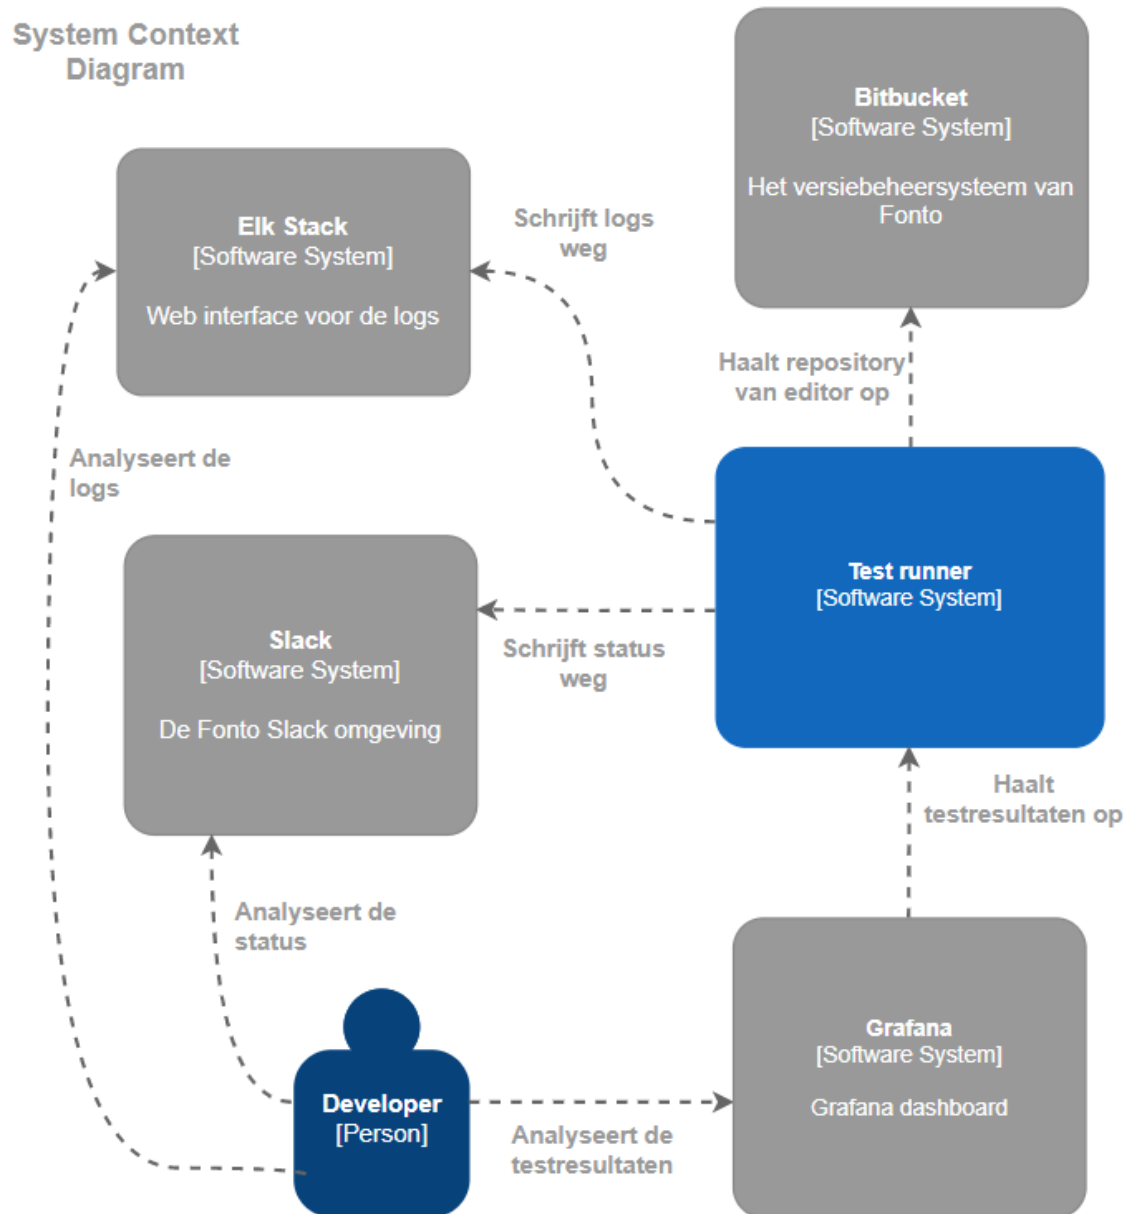 System Context
Diagram
Bitbucket
[Software System]
Het versiebeheersysteem van
Fonto
Elk Stack
[Software System]
Web interface voor de logs
Schrijft logs
weg
Haalt repository
van editor op
Analyseert de
logs
Test runner
[Software System]
Slack
[Software System]
De Fonto Slack omgeving
Schrijft status
weg
Haalt
testresultaten op
Analyseert de
status
Grafana
[Software System]
Grafana dashboard
Developer
[Person]
Analyseert de
testresultaten